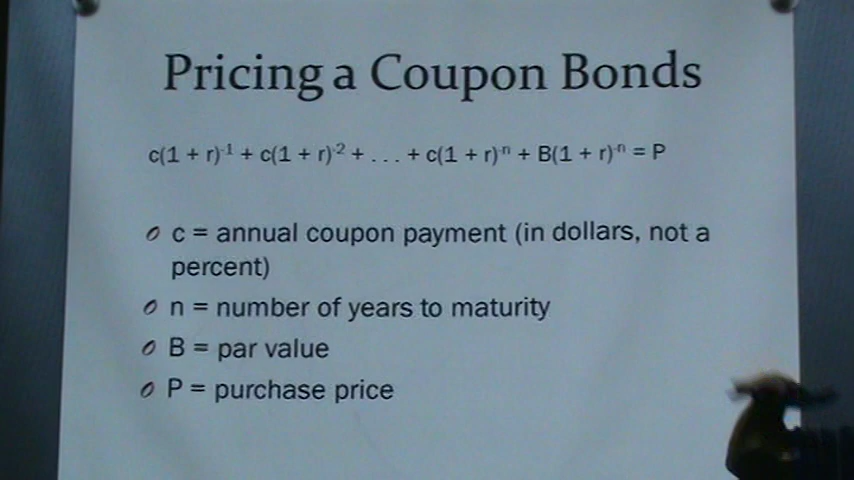 Pricing a Coupon Bonds
c(1 + r)⁻¹ + c(1 + r)⁻² + . . . + c(1 + r)⁻ⁿ + B(1 + r)⁻ⁿ = P
c = annual coupon payment (in dollars, not a
percent)
n = number of years to maturity
B = par value
P = purchase price